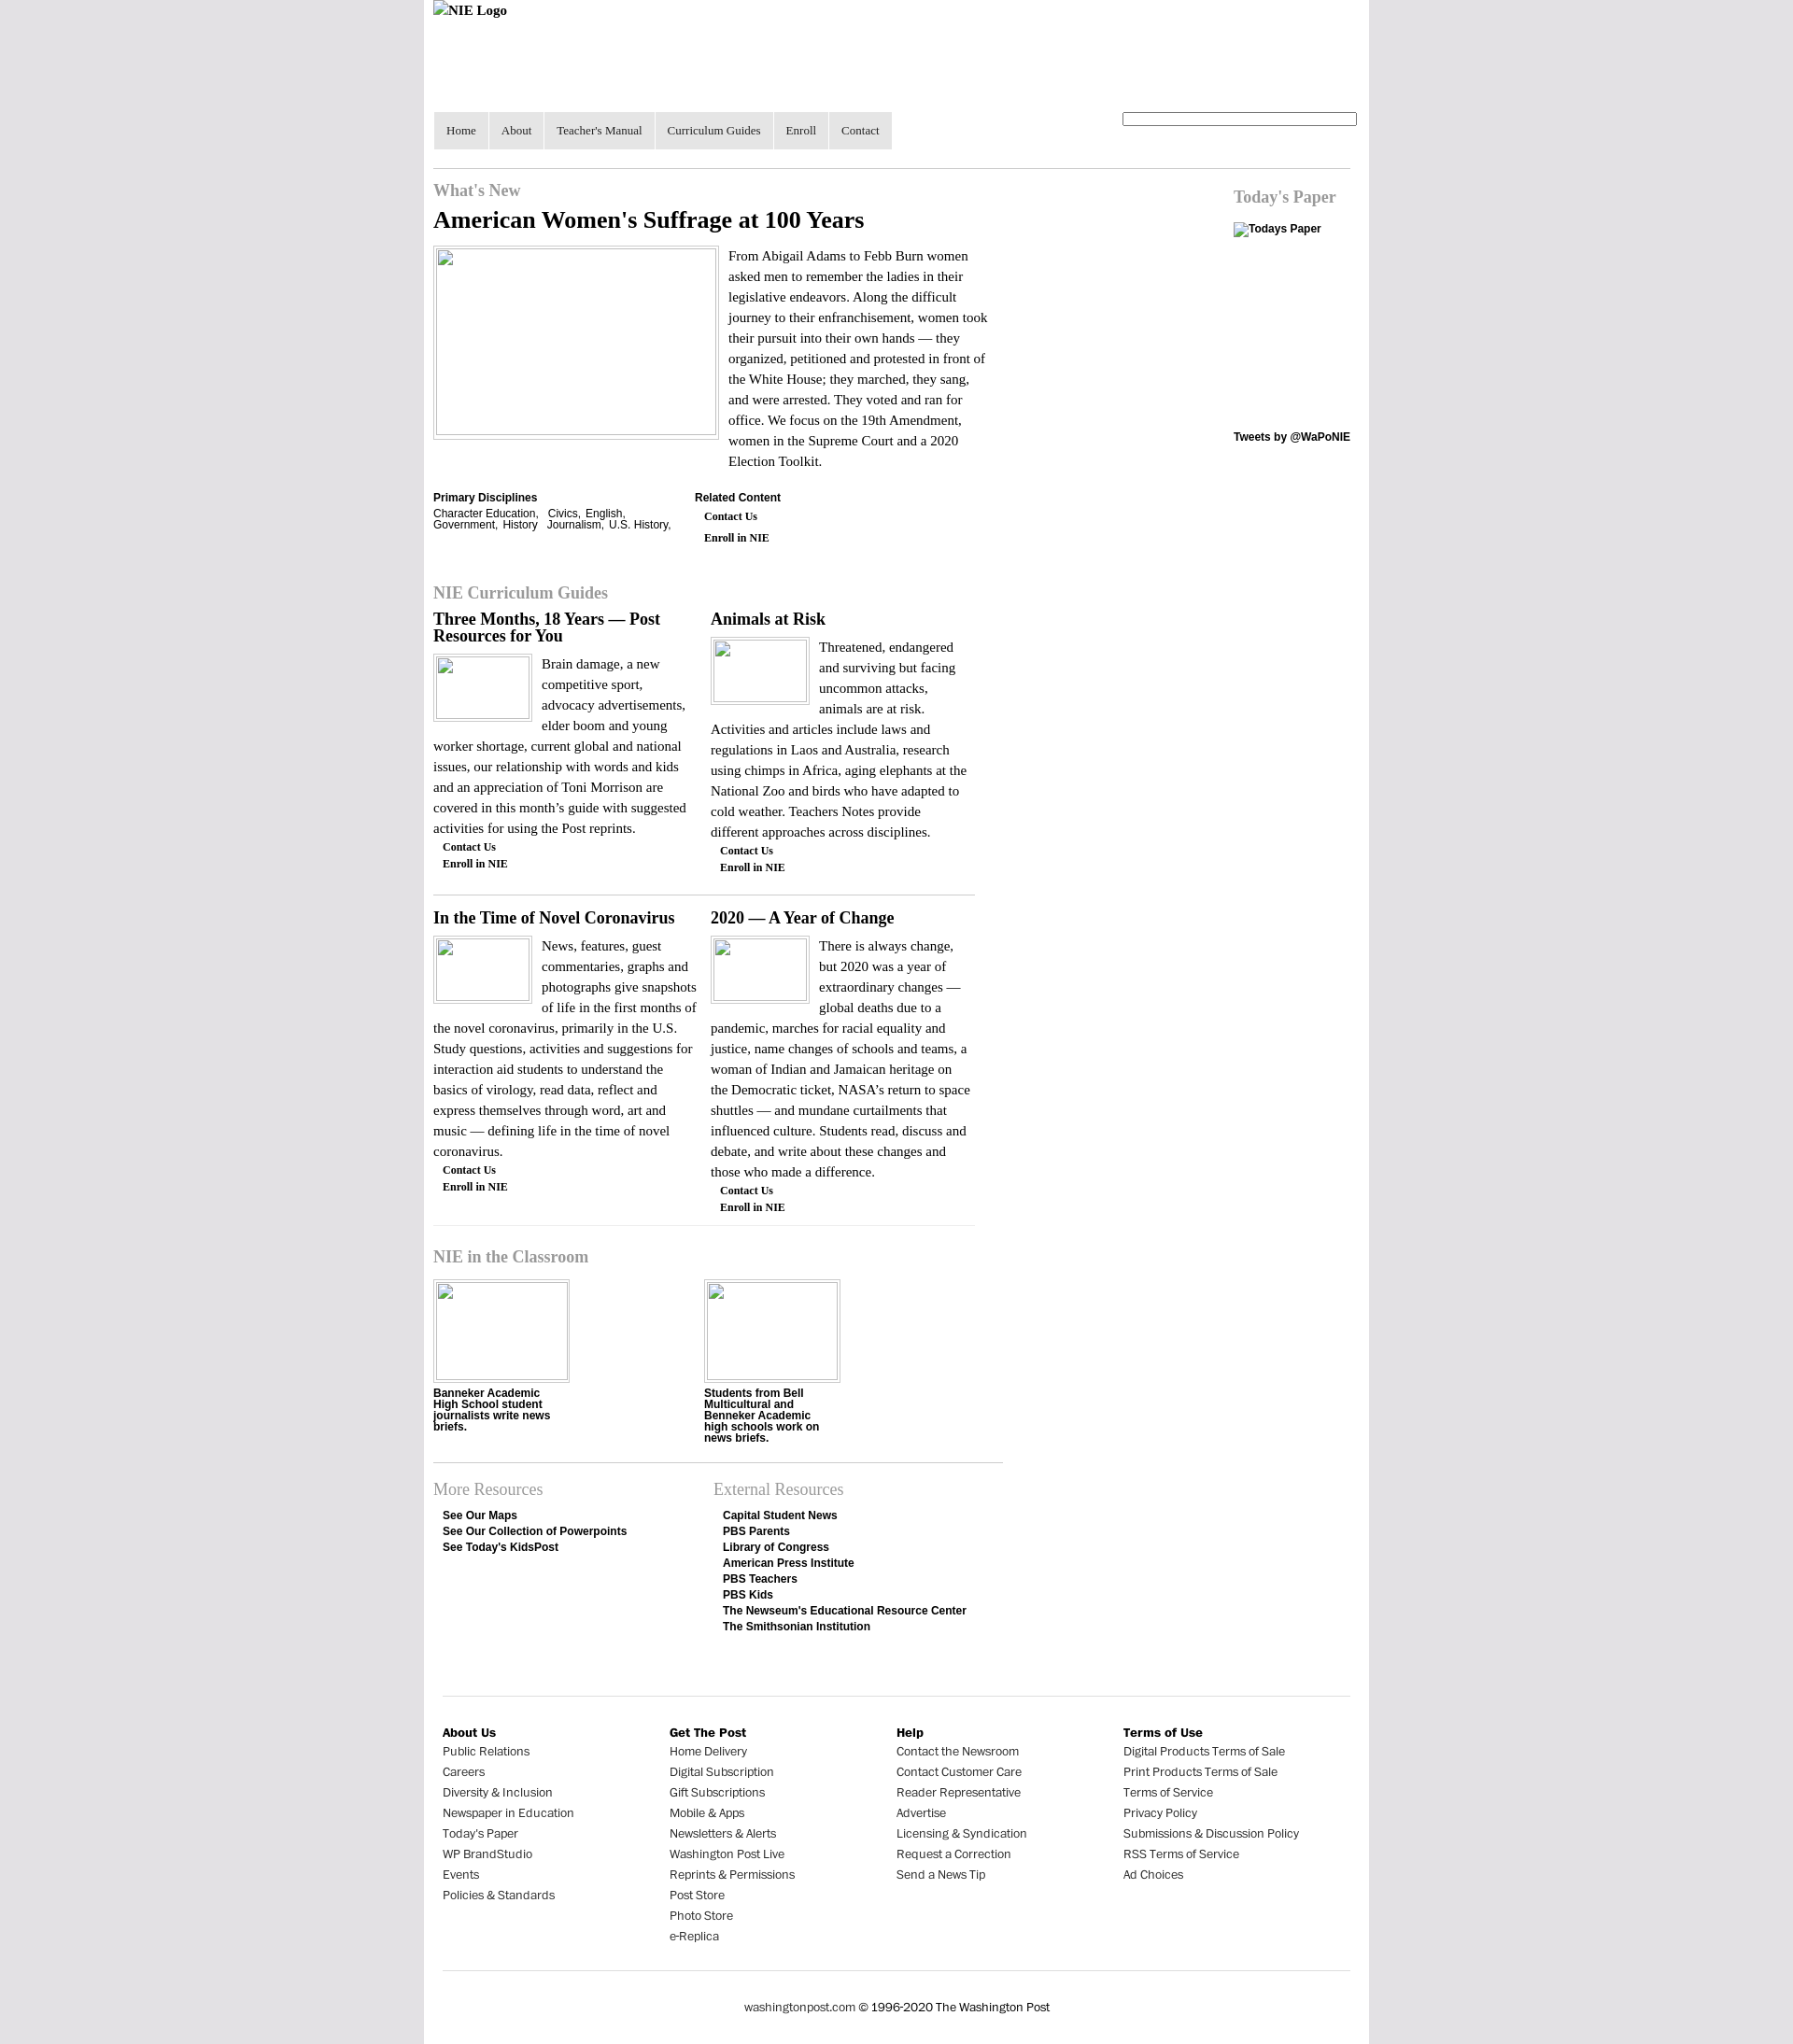 NIE Logo
Home About Teacher's Manual Curriculum Guides Enroll Contact
What's New
American Women's Suffrage at 100 Years
From Abigail Adams to Febb Burn women
asked men to remember the ladies in their
legislative endeavors. Along the difficult
journey to their enfranchisement, women took
their pursuit into their own hands — they
organized, petitioned and protested in front of
the White House; they marched, they sang,
and were arrested. They voted and ran for
office. We focus on the 19th Amendment,
women in the Supreme Court and a 2020
Election Toolkit.
Primary Disciplines
Character Education, Civics, English,
Government, History Journalism, U.S. History,
Related Content
Contact Us
Enroll in NIE
Today's Paper
Todays Paper
Tweets by @WaPoNIE
NIE Curriculum Guides
Three Months, 18 Years — Post
Resources for You
Brain damage, a new
competitive sport,
advocacy advertisements,
elder boom and young
worker shortage, current global and national
issues, our relationship with words and kids
and an appreciation of Toni Morrison are
covered in this month’s guide with suggested
activities for using the Post reprints.
Contact Us
Enroll in NIE
Animals at Risk
Threatened, endangered
and surviving but facing
uncommon attacks,
animals are at risk.
Activities and articles include laws and
regulations in Laos and Australia, research
using chimps in Africa, aging elephants at the
National Zoo and birds who have adapted to
cold weather. Teachers Notes provide
different approaches across disciplines.
Contact Us
Enroll in NIE
In the Time of Novel Coronavirus
News, features, guest
commentaries, graphs and
photographs give snapshots
of life in the first months of
the novel coronavirus, primarily in the U.S.
Study questions, activities and suggestions for
interaction aid students to understand the
basics of virology, read data, reflect and
express themselves through word, art and
music — defining life in the time of novel
coronavirus.
Contact Us
Enroll in NIE
2020 — A Year of Change
There is always change,
but 2020 was a year of
extraordinary changes —
global deaths due to a
pandemic, marches for racial equality and
justice, name changes of schools and teams, a
woman of Indian and Jamaican heritage on
the Democratic ticket, NASA’s return to space
shuttles — and mundane curtailments that
influenced culture. Students read, discuss and
debate, and write about these changes and
those who made a difference.
Contact Us
Enroll in NIE
NIE in the Classroom
Banneker Academic
High School student
journalists write news
briefs.
Students from Bell
Multicultural and
Benneker Academic
high schools work on
news briefs.
More Resources
See Our Maps
See Our Collection of Powerpoints
See Today's KidsPost
External Resources
Capital Student News
PBS Parents
Library of Congress
American Press Institute
PBS Teachers
PBS Kids
The Newseum's Educational Resource Center
The Smithsonian Institution
About Us
Public Relations
Careers
Diversity & Inclusion
Newspaper in Education
Today's Paper
WP BrandStudio
Events
Policies & Standards
Get The Post
Home Delivery
Digital Subscription
Gift Subscriptions
Mobile & Apps
Newsletters & Alerts
Washington Post Live
Reprints & Permissions
Post Store
Photo Store
e-Replica
Help
Contact the Newsroom
Contact Customer Care
Reader Representative
Advertise
Licensing & Syndication
Request a Correction
Send a News Tip
Terms of Use
Digital Products Terms of Sale
Print Products Terms of Sale
Terms of Service
Privacy Policy
Submissions & Discussion Policy
RSS Terms of Service
Ad Choices
washingtonpost.com © 1996-2020 The Washington Post